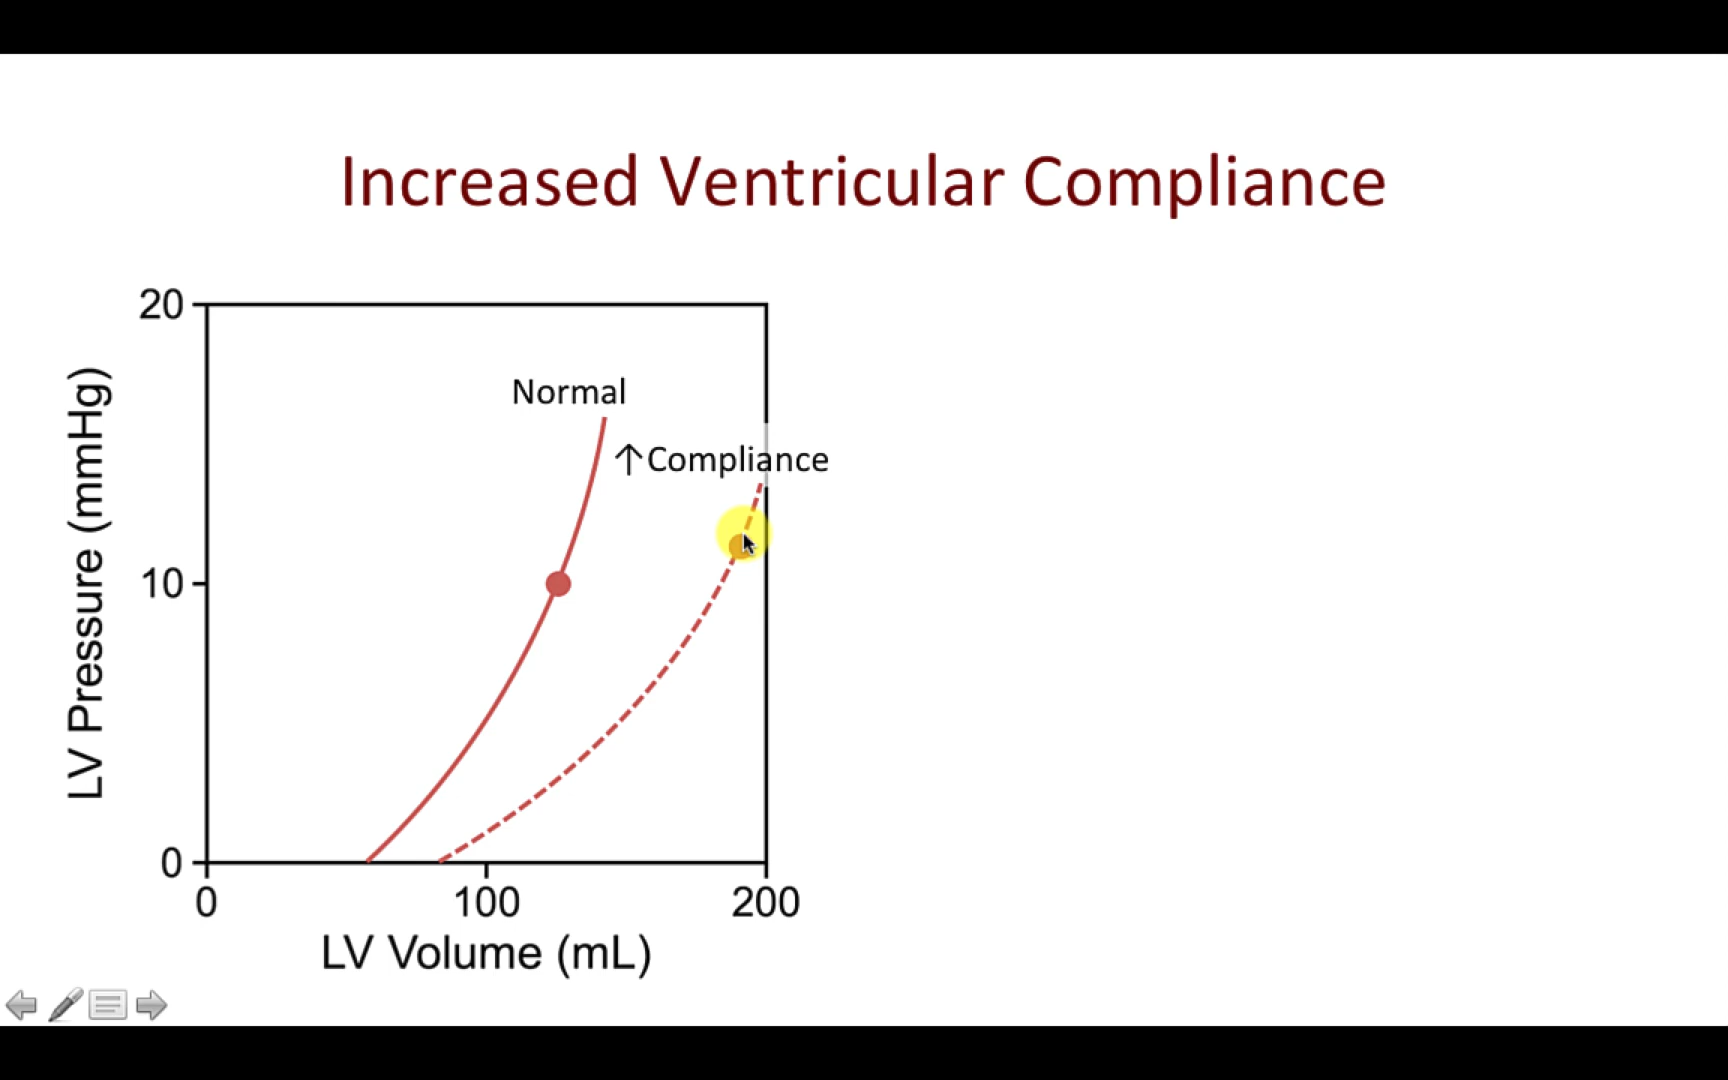 Increased Ventricular Compliance
20
Normal
↑Compliance
10
0
0 100 200
LV Pressure (mmHg)
LV Volume (mL)